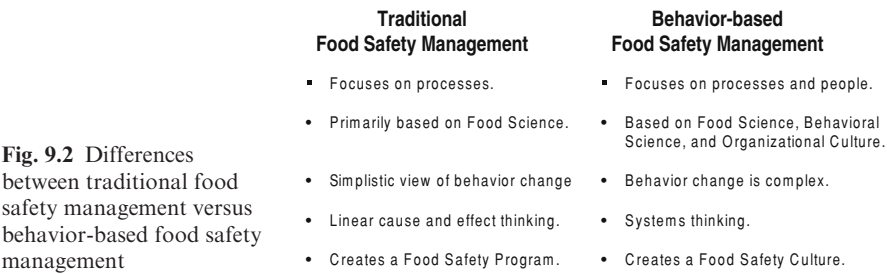 Traditional
Food Safety Management
▪ Focuses on processes.
• Primarily based on Food Science.
• Simplistic view of behavior change
• Linear cause and effect thinking.
• Creates a Food Safety Program.
Behavior-based
Food Safety Management
▪ Focuses on processes and people.
• Based on Food Science, Behavioral
Science, and Organizational Culture.
• Behavior change is complex.
• Systems thinking.
• Creates a Food Safety Culture.
Fig. 9.2 Differences
between traditional food
safety management versus
behavior-based food safety
management